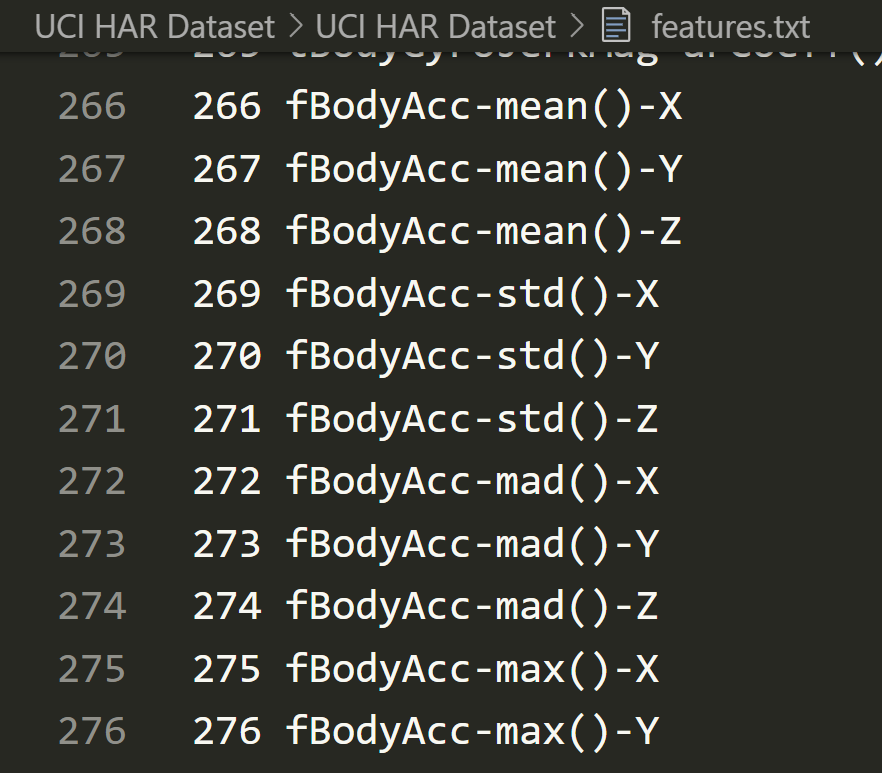 UCI HAR Dataset > UCI HAR Dataset > features.txt
266 266 fBodyAcc-mean()-X
267 267 fBodyAcc-mean()-Y
268 268 fBodyAcc-mean()-Z
269 269 fBodyAcc-std()-X
270 270 fBodyAcc-std()-Y
271 271 fBodyAcc-std()-Z
272 272 fBodyAcc-mad()-X
273 273 fBodyAcc-mad()-Y
274 274 fBodyAcc-mad()-Z
275 275 fBodyAcc-max()-X
276 276 fBodyAcc-max()-Y